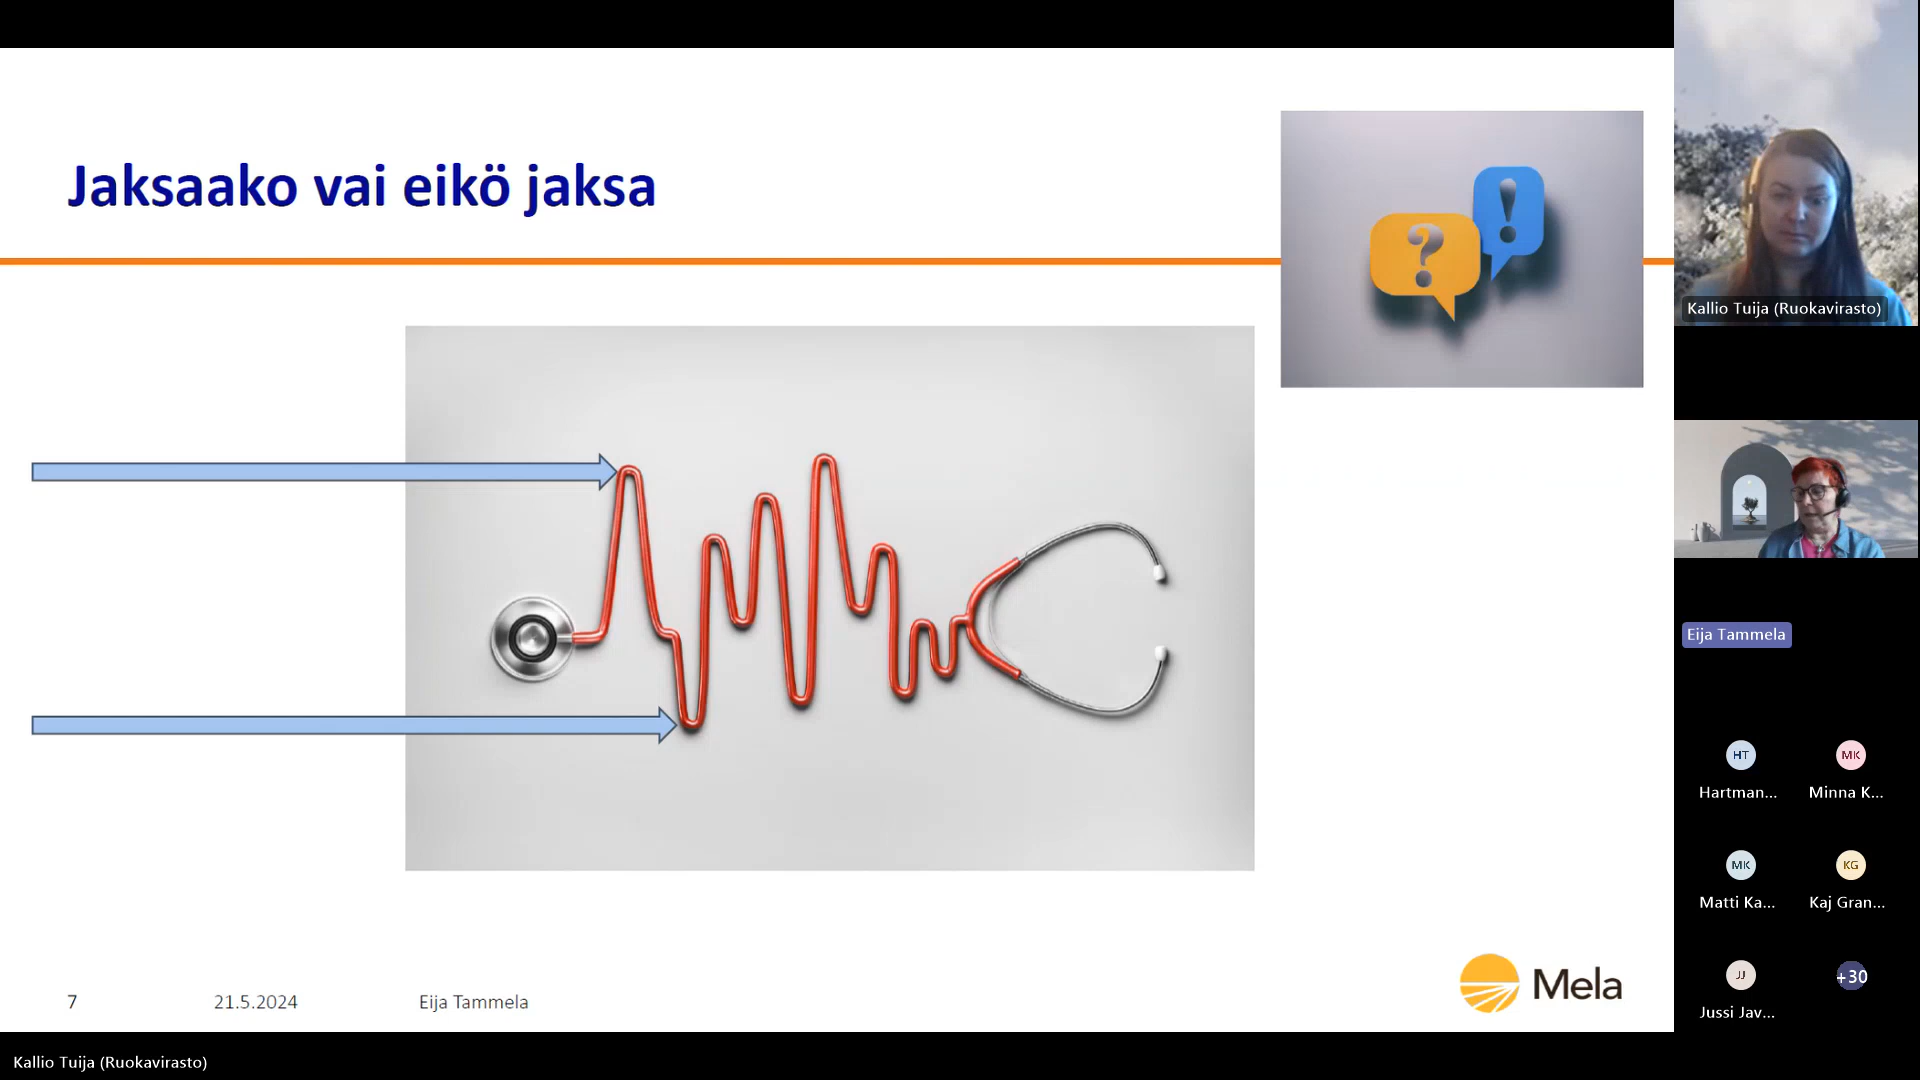 Jaksaako vai eikö jaksa
?
!
7
21.5.2024
Eija Tammela
Mela
Kallio Tuija (Ruokavirasto)
Kallio Tuija (Ruokavirasto)
Eija Tammela
HT
MK
Hartman...
Minna K...
MK
KG
Matti Ka...
Kaj Gran...
JJ
+30
Jussi Jav...